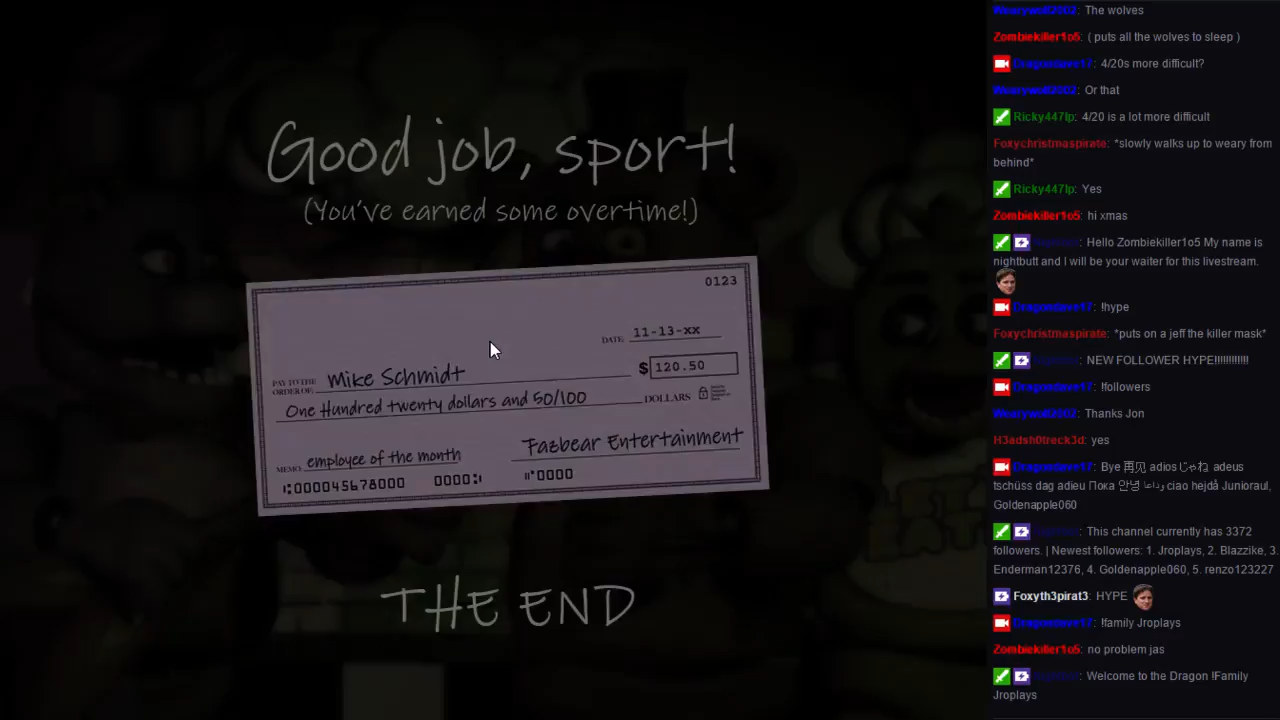 Good job, sport!
(You've earned some overtime!)
0123
DATE 11-13-xx
PAY TO THE
ORDER OF: Mike Schmidt
$ 120.50
One Hundred twenty dollars and 50/100 DOLLARS
MEMO: employee of the month
Fazbear Entertainment
⑆000045678000 0000⑆ ⑈0000
THE END
Wearywolf2002: The wolves
Zombiekiller1o5: ( puts all the wolves to sleep )
Dragondave17: 4/20s more difficult?
Wearywolf2002: Or that
Ricky447lp: 4/20 is a lot more difficult
Foxychristmaspirate: *slowly walks up to weary from
behind*
Ricky447lp: Yes
Zombiekiller1o5: hi xmas
Hello Zombiekiller1o5 My name is
nightbutt and I will be your waiter for this livestream.
Dragondave17: !hype
Foxychristmaspirate: *puts on a jeff the killer mask*
NEW FOLLOWER HYPE!!!!!!!!!!!!
Dragondave17: !followers
Wearywolf2002: Thanks Jon
H3adsh0treck3d: yes
Dragondave17: Bye 再见 adios じゃね adeus
tschüss dag adieu Пока 안녕 وداعا ciao hejdå Junioraul,
Goldenapple060
This channel currently has 3372
followers. | Newest followers: 1. Jroplays, 2. Blazzike, 3.
Enderman12376, 4. Goldenapple060, 5. renzo123227
Foxyth3pirat3: HYPE
Dragondave17: !family Jroplays
Zombiekiller1o5: no problem jas
Welcome to the Dragon !Family
Jroplays